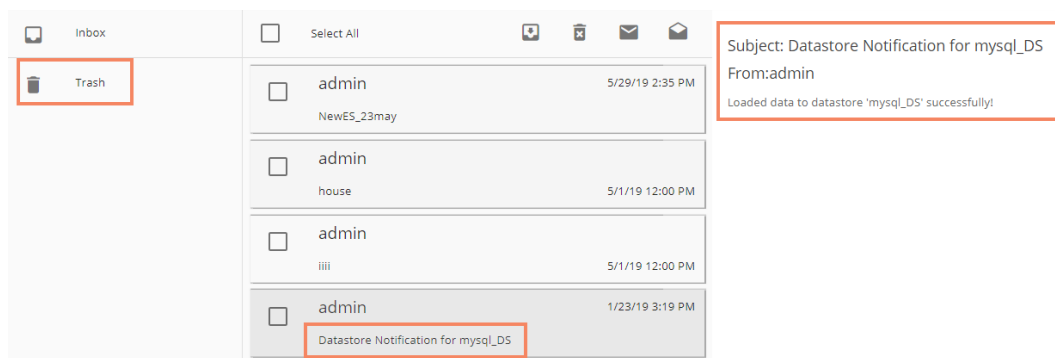 Inbox
Trash
Select All
admin
5/29/19 2:35 PM
NewES_23may
admin
house
5/1/19 12:00 PM
admin
iiii
5/1/19 12:00 PM
admin
1/23/19 3:19 PM
Datastore Notification for mysql_DS
Subject: Datastore Notification for mysql_DS
From:admin
Loaded data to datastore 'mysql_DS' successfully!